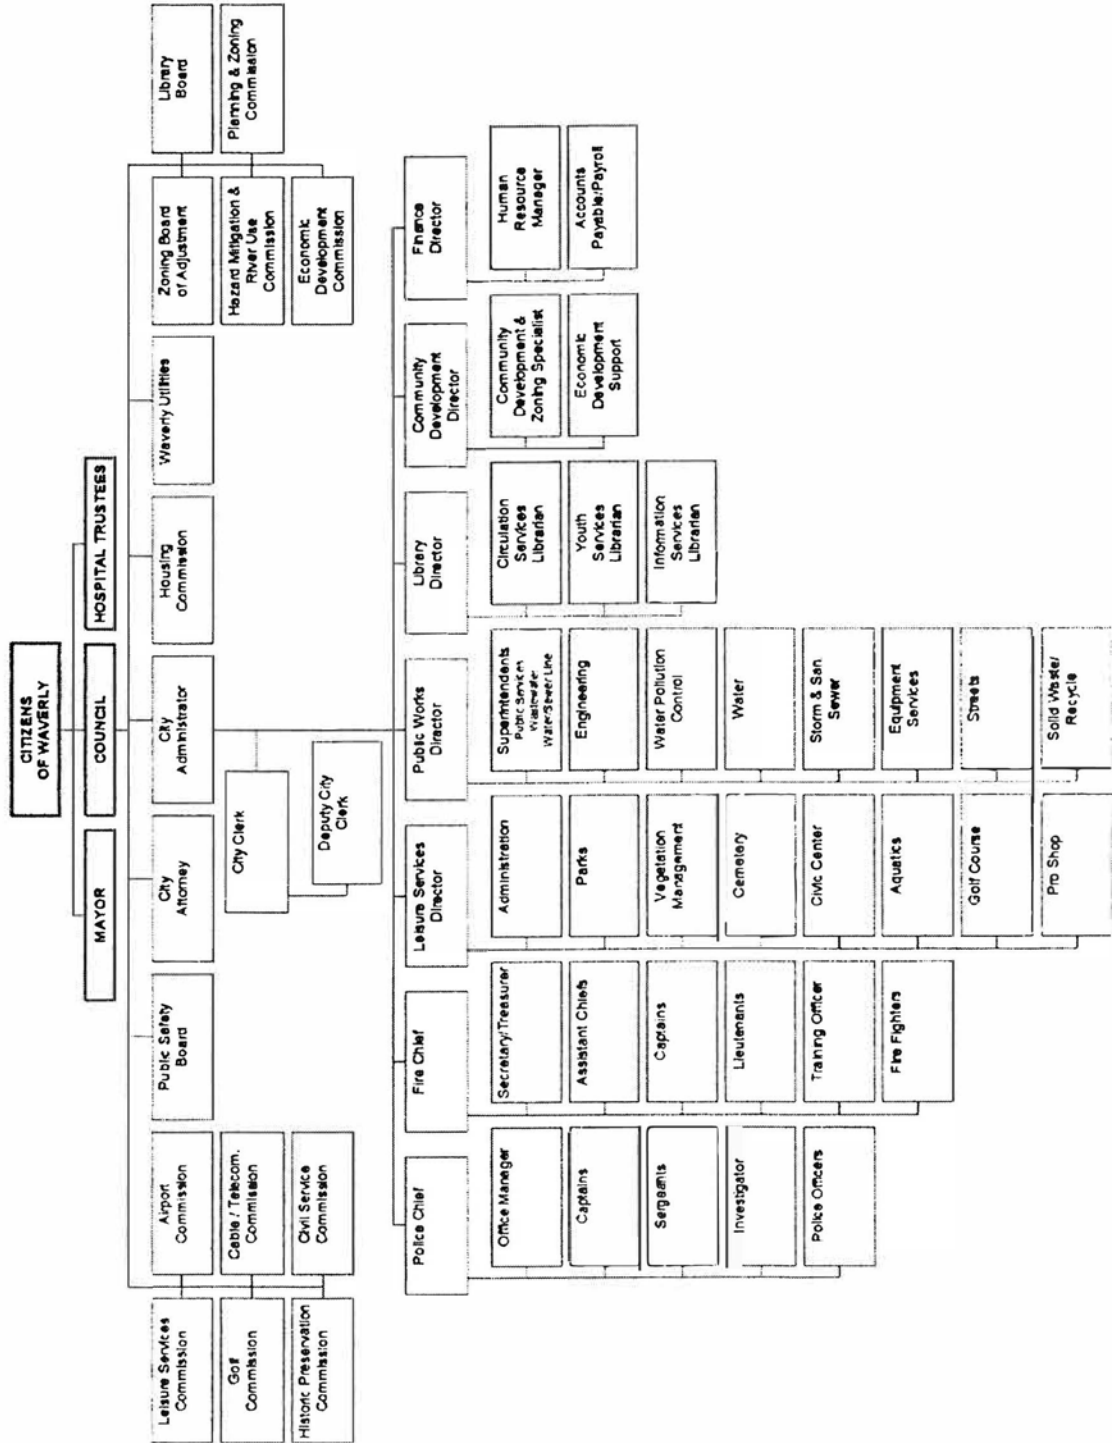 CITIZENS
OF WAVERLY
MAYOR
COUNCIL
HOSPITAL TRUSTEES
Leisure Services
Commission
Airport
Commission
Public Safety
Board
City
Attorney
City
Administrator
Housing
Commission
Waverly Utilities
Zoning Board
of Adjustment
Library
Board
Golf
Commission
Cable / Telecom.
Commission
Hazard Mitigation &
River Use
Commission
Planning & Zoning
Commission
Historic Preservation
Commission
Civil Service
Commission
Economic
Development
Commission
City Clerk
Deputy City
Clerk
Police Chief
Fire Chief
Leisure Services
Director
Public Works
Director
Library
Director
Community
Development
Director
Finance
Director
Office Manager
Captains
Sergeants
Investigator
Police Officers
Secretary/Treasurer
Assistant Chiefs
Captains
Lieutenants
Training Officer
Fire Fighters
Administration
Parks
Vegetation
Management
Cemetery
Civic Center
Aquatics
Golf Course
Pro Shop
Superintendents
Public Services
Wastewater
Water/Sewer Line
Engineering
Water Pollution
Control
Water
Storm & San
Sewer
Equipment
Services
Streets
Solid Waste/
Recycle
Circulation
Services
Librarian
Youth
Services
Librarian
Information
Services
Librarian
Community
Development &
Zoning Specialist
Economic
Development
Support
Human
Resource
Manager
Accounts
Payable/Payroll